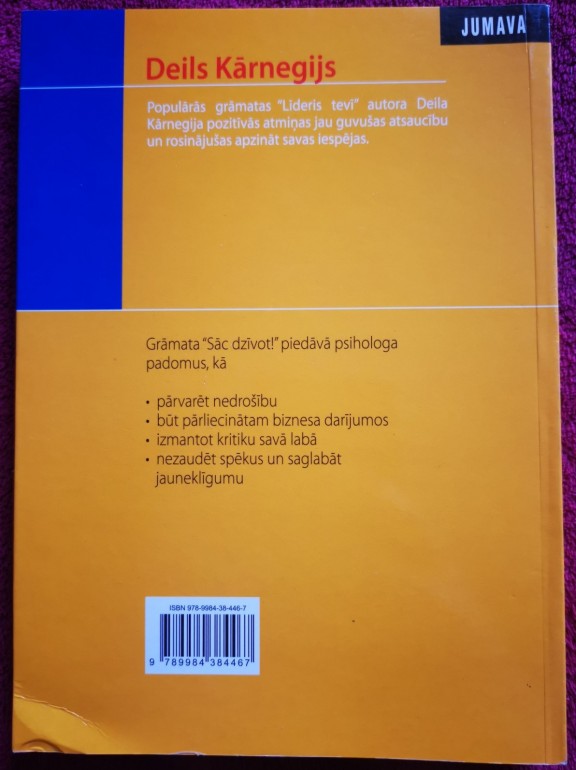 JUMAVA
Deils Kārnegijs
Populārās grāmatas "Līderis tevī" autora Deila
Kārnegija pozitīvās atmiņas jau guvušas atsaucību
un rosinājušas apzināt savas iespējas.
Grāmata "Sāc dzīvot!" piedāvā psihologa
padomus, kā
• pārvarēt nedrošību
• būt pārliecinātam biznesa darījumos
• izmantot kritiku savā labā
• nezaudēt spēkus un saglabāt
jauneklīgumu
ISBN 978-9984-38-446-7
9 789984 384467